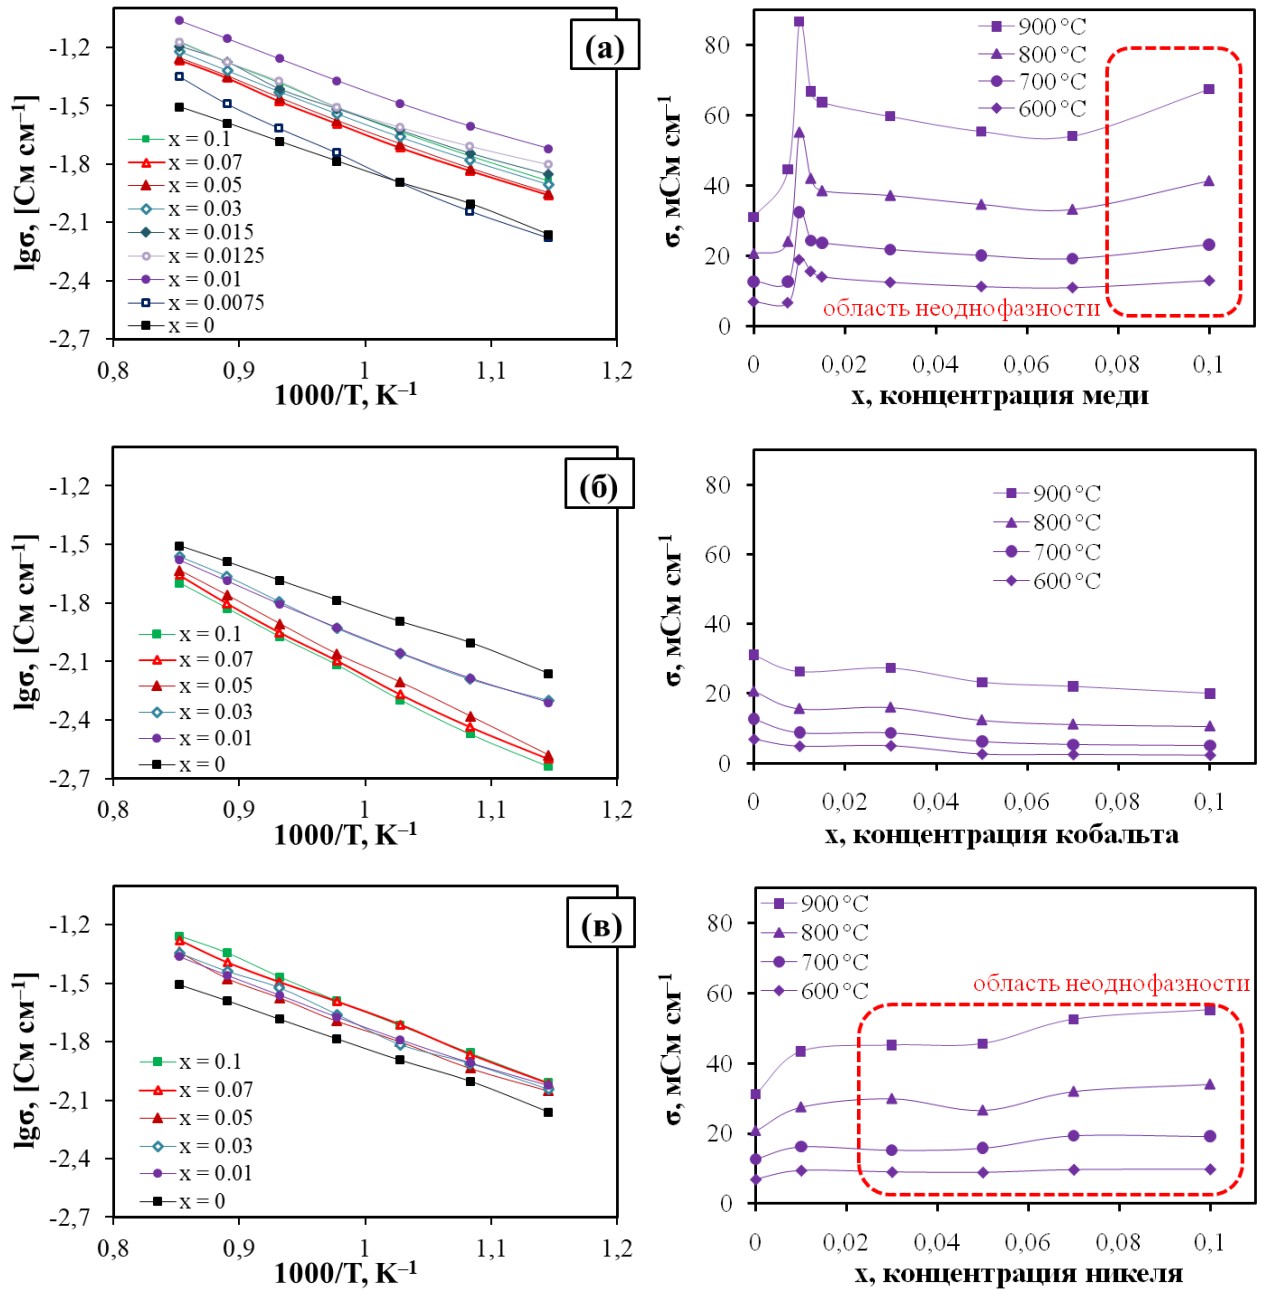 (а)
-1,2
-1,5
-1,8
-2,1
-2,4
-2,7
lgσ, [См см⁻¹]
x = 0.1
x = 0.07
x = 0.05
x = 0.03
x = 0.015
x = 0.0125
x = 0.01
x = 0.0075
x = 0
0,8 0,9 1 1,1 1,2
1000/T, K⁻¹
80
60
40
20
0
σ, мСм см⁻¹
900 °C
800 °C
700 °C
600 °C
область неоднофазности
0 0,02 0,04 0,06 0,08 0,1
x, концентрация меди
(б)
-1,2
-1,5
-1,8
-2,1
-2,4
-2,7
lgσ, [См см⁻¹]
x = 0.1
x = 0.07
x = 0.05
x = 0.03
x = 0.01
x = 0
0,8 0,9 1 1,1 1,2
1000/T, K⁻¹
80
60
40
20
0
σ, мСм см⁻¹
900 °C
800 °C
700 °C
600 °C
0 0,02 0,04 0,06 0,08 0,1
x, концентрация кобальта
(в)
-1,2
-1,5
-1,8
-2,1
-2,4
-2,7
lgσ, [См см⁻¹]
x = 0.1
x = 0.07
x = 0.05
x = 0.03
x = 0.01
x = 0
0,8 0,9 1 1,1 1,2
1000/T, K⁻¹
80
60
40
20
0
σ, мСм см⁻¹
900 °C
800 °C
700 °C
600 °C
область неоднофазности
0 0,02 0,04 0,06 0,08 0,1
x, концентрация никеля